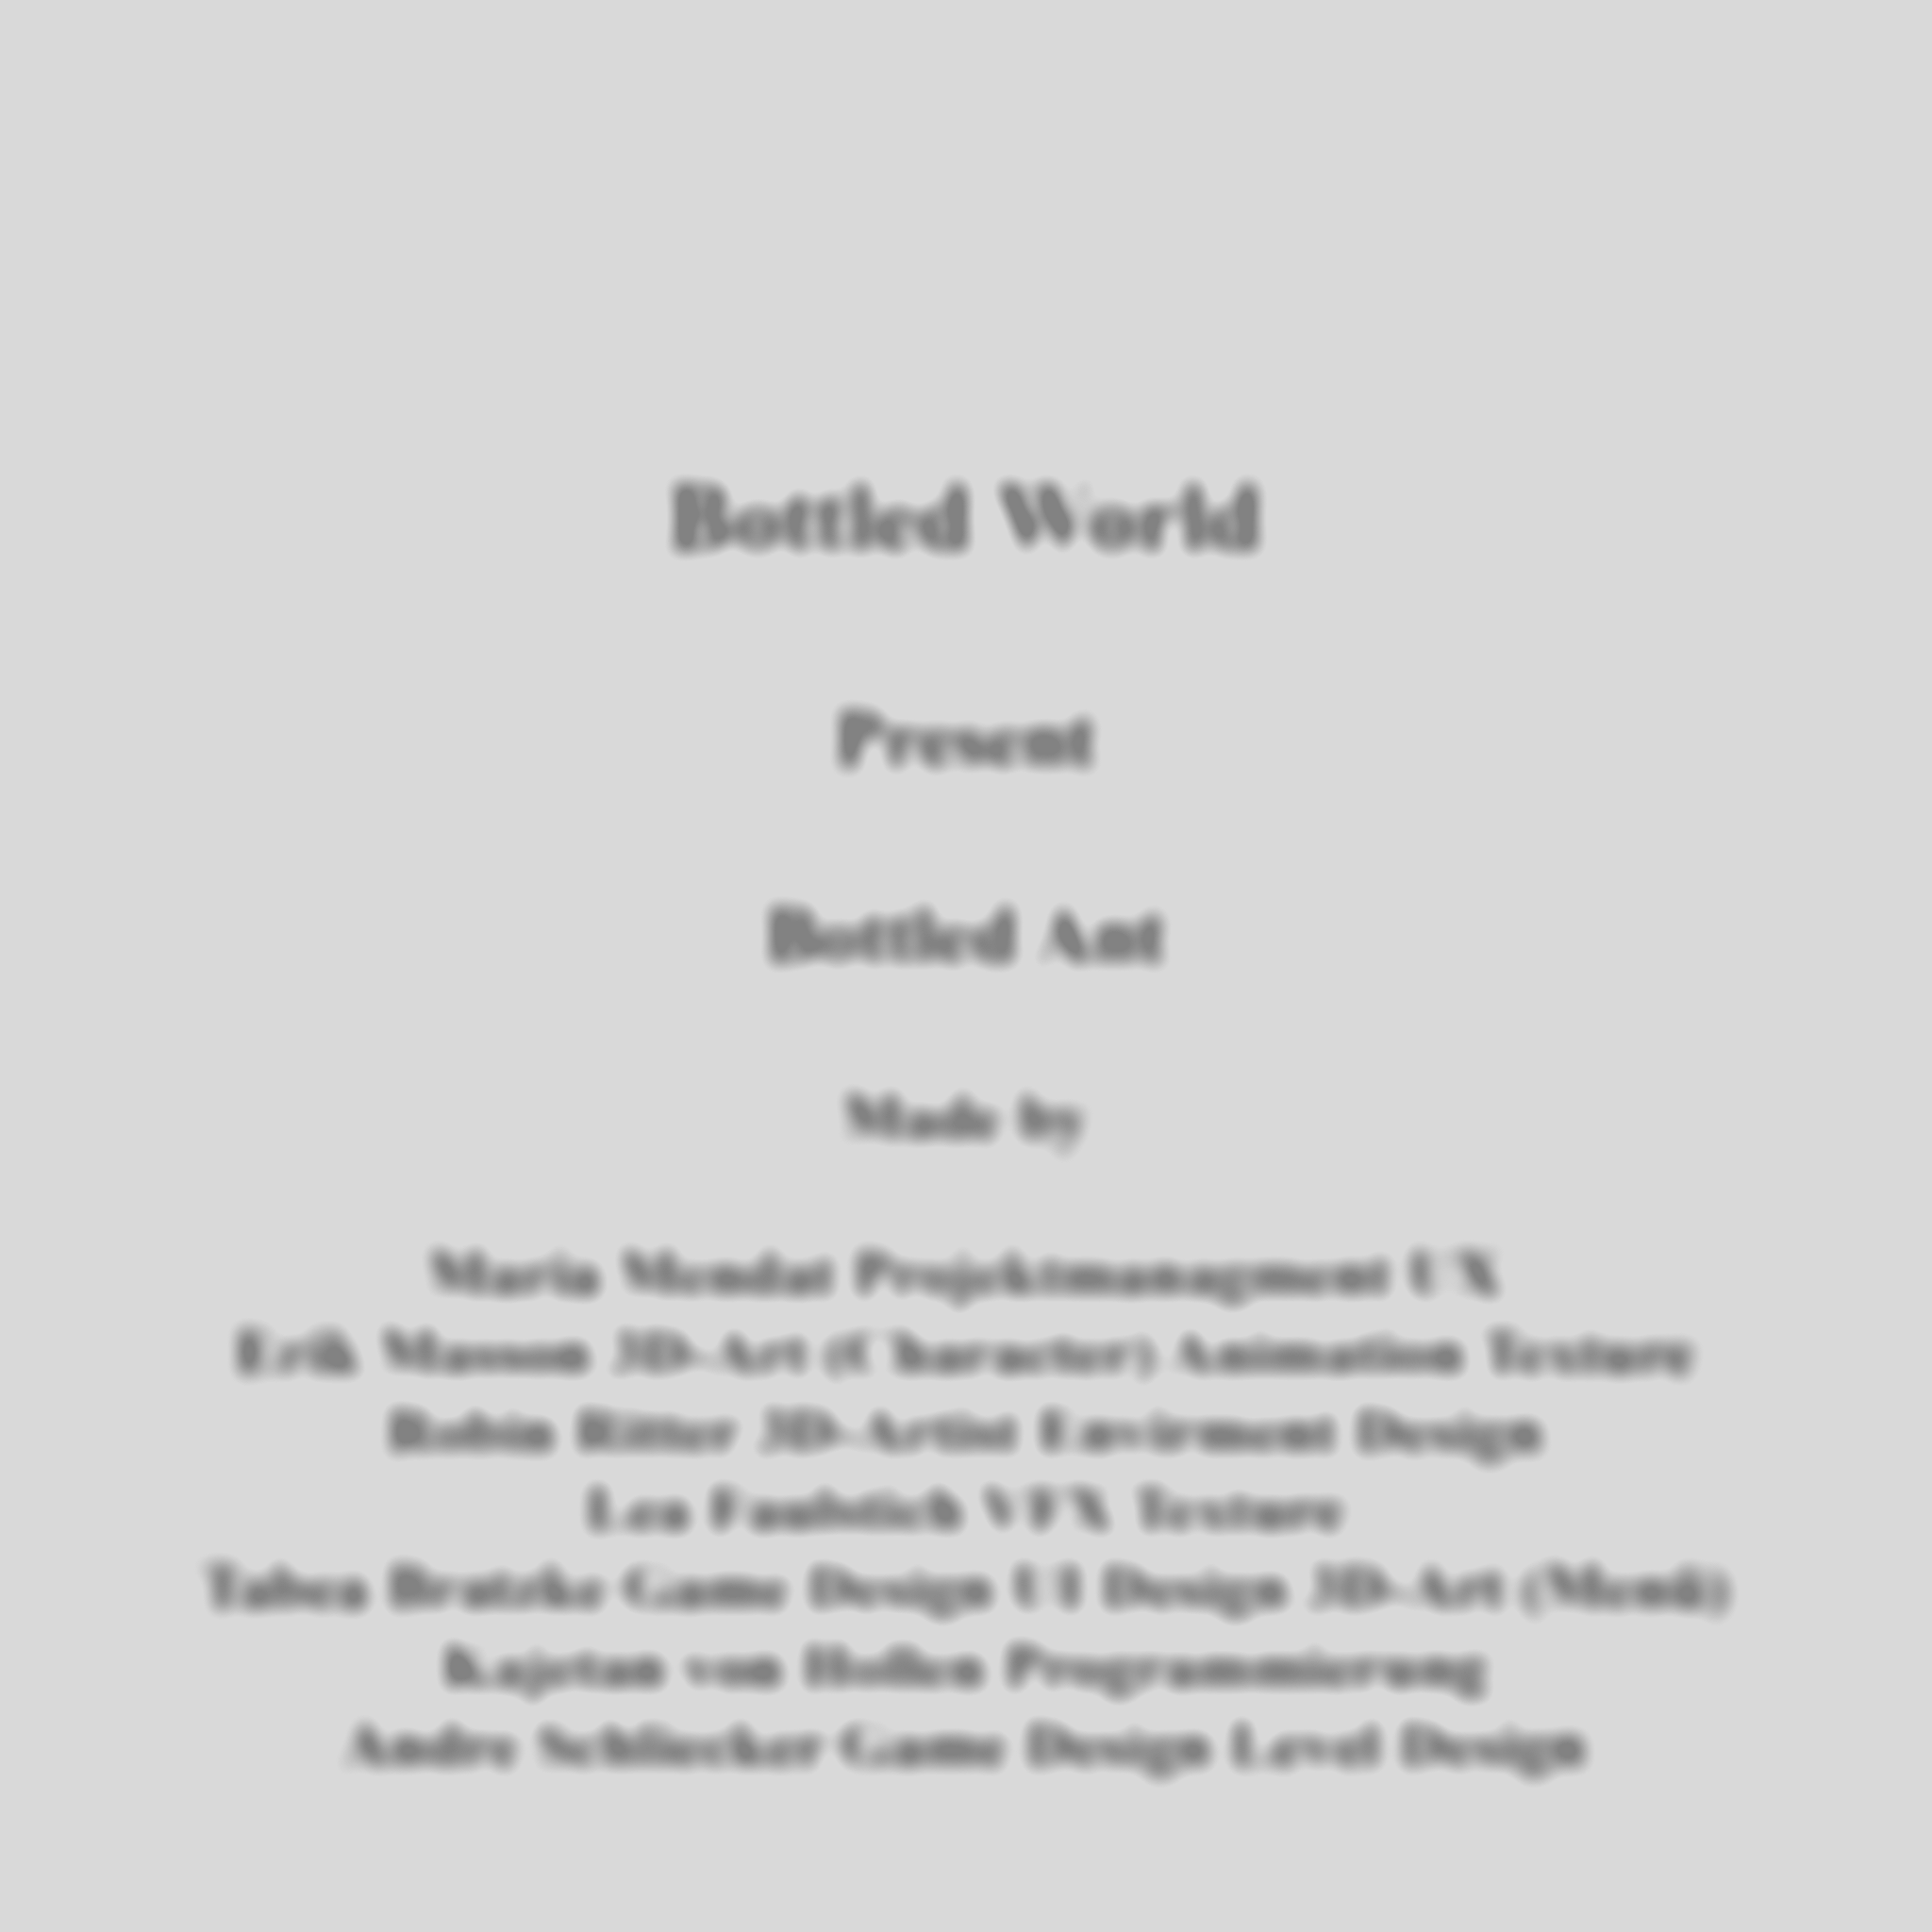 Bottled World
Present
Bottled Ant
Made by
Maria Mendat Projektmanagment UX
Erik Masson 3D-Art (Character) Animation Texture
Robin Ritter 3D-Artist Envirment Design
Lea Faulstich VFX Texture
Tabea Bratzke Game Design UI Design 3D-Art (Menü)
Kajetan von Hollen Programmierung
Andre Schliecker Game Design Level Design